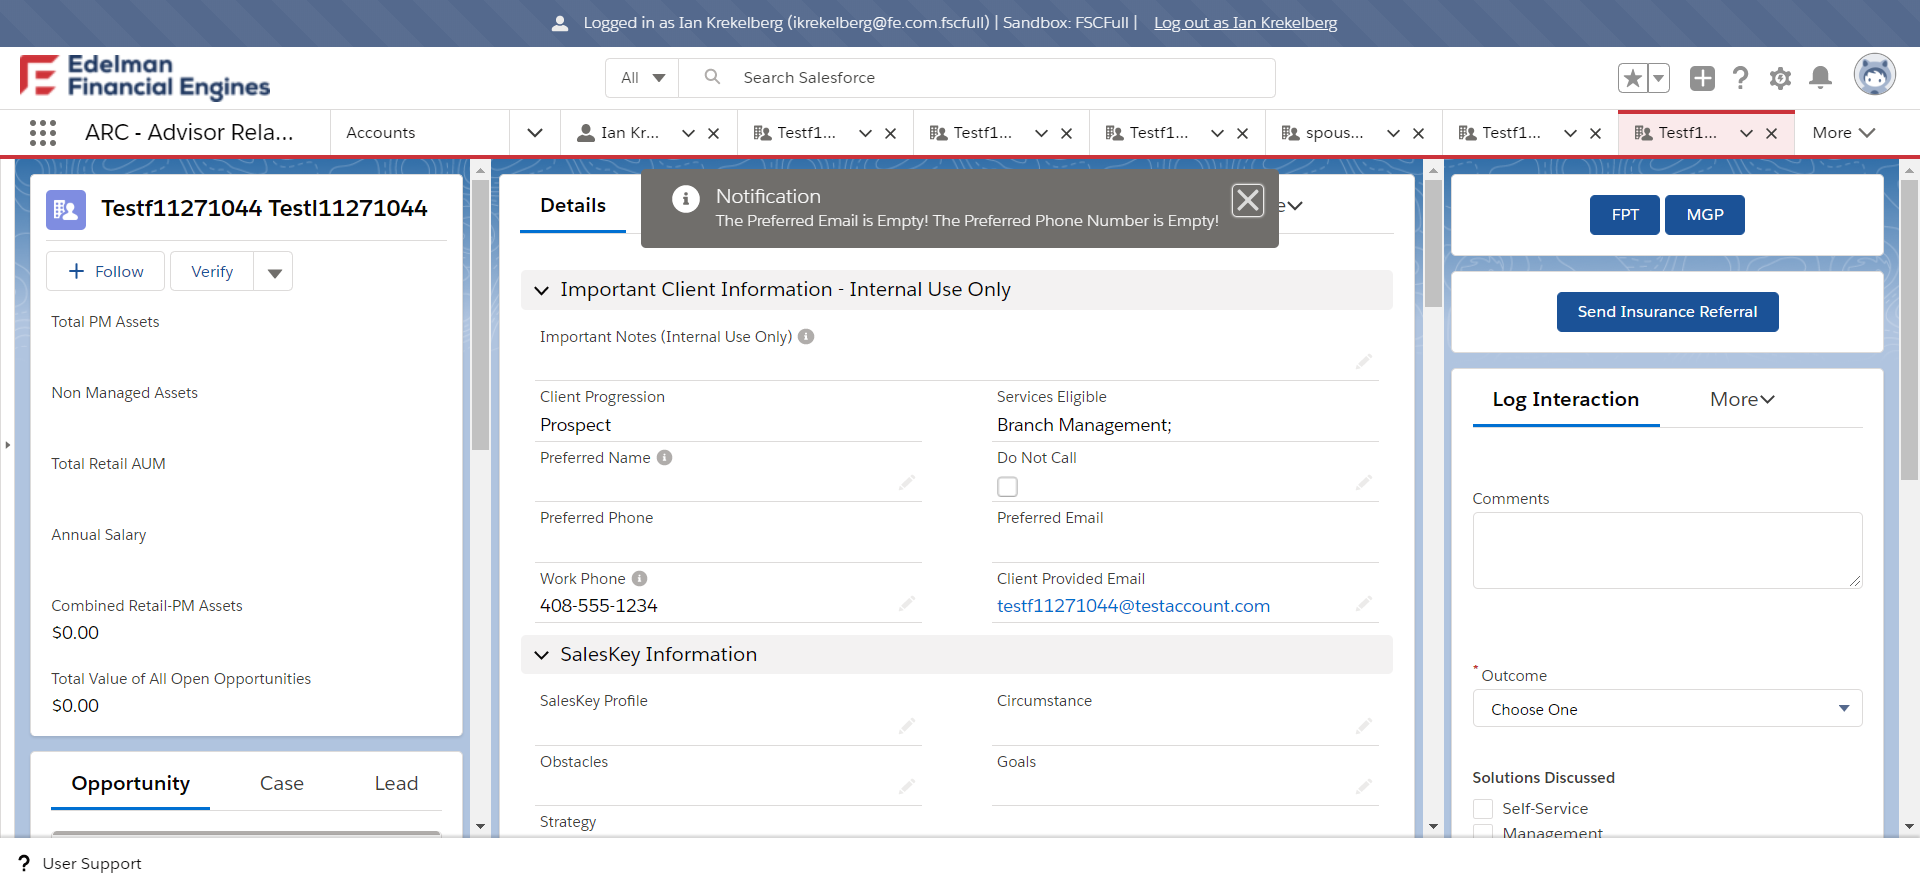 Logged in as Ian Krekelberg (ikrekelberg@fe.com.fscfull) | Sandbox: FSCFull | Log out as Ian Krekelberg
Edelman
Financial Engines
All
Search Salesforce
ARC - Advisor Rela...
Accounts
Ian Kr...
Testf1...
Testf1...
Testf1...
spous...
Testf1...
Testf1...
More
Testf11271044 Testl11271044
Follow
Verify
Total PM Assets
Non Managed Assets
Total Retail AUM
Annual Salary
Combined Retail-PM Assets
$0.00
Total Value of All Open Opportunities
$0.00
Opportunity
Case
Lead
Details
Notification
The Preferred Email is Empty! The Preferred Phone Number is Empty!
Important Client Information - Internal Use Only
Important Notes (Internal Use Only)
Client Progression
Prospect
Services Eligible
Branch Management;
Preferred Name
Do Not Call
Preferred Phone
Preferred Email
Work Phone
408-555-1234
Client Provided Email
testf11271044@testaccount.com
SalesKey Information
SalesKey Profile
Circumstance
Obstacles
Goals
Strategy
FPT
MGP
Send Insurance Referral
Log Interaction
More
Comments
* Outcome
Choose One
Solutions Discussed
Self-Service
Management
? User Support